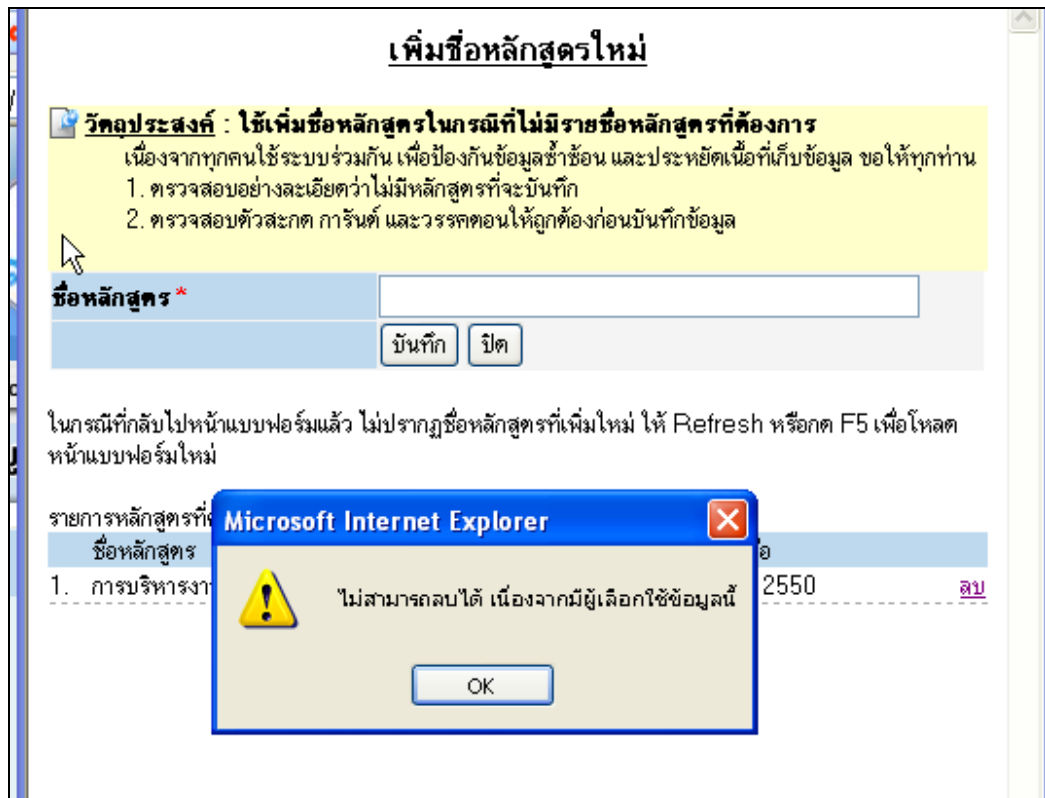 เพิ่มชื่อหลักสูตรใหม่
วัตถุประสงค์ : ใช้เพิ่มชื่อหลักสูตรในกรณีที่ไม่มีรายชื่อหลักสูตรที่ต้องการ
เนื่องจากทุกคนใช้ระบบร่วมกัน เพื่อป้องกันข้อมูลซ้ำซ้อน และประหยัดเนื้อที่เก็บข้อมูล ขอให้ทุกท่าน
1. ตรวจสอบอย่างละเอียดว่าไม่มีหลักสูตรที่จะบันทึก
2. ตรวจสอบตัวสะกด การันต์ และวรรคตอนให้ถูกต้องก่อนบันทึกข้อมูล
ชื่อหลักสูตร *
บันทึก ปิด
ในกรณีที่กลับไปหน้าแบบฟอร์มแล้ว ไม่ปรากฏชื่อหลักสูตรที่เพิ่มใหม่ ให้ Refresh หรือกด F5 เพื่อโหลด
หน้าแบบฟอร์มใหม่
รายการหลักสูตรที่
Microsoft Internet Explorer
ชื่อหลักสูตร
1. การบริหารงา 2550 ลบ
ไม่สามารถลบได้ เนื่องจากมีผู้เลือกใช้ข้อมูลนี้
OK